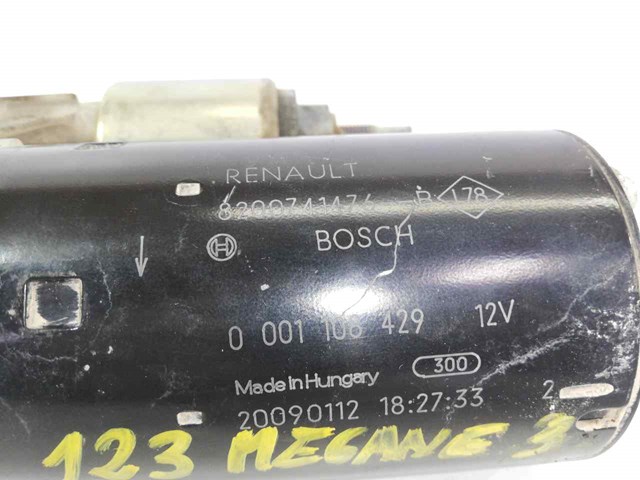 RENAULT
8200741476 B 178
BOSCH
0 001 108 429 12V
Made in Hungary 300
20090112 18:27:33 2
123 MEGANE 3